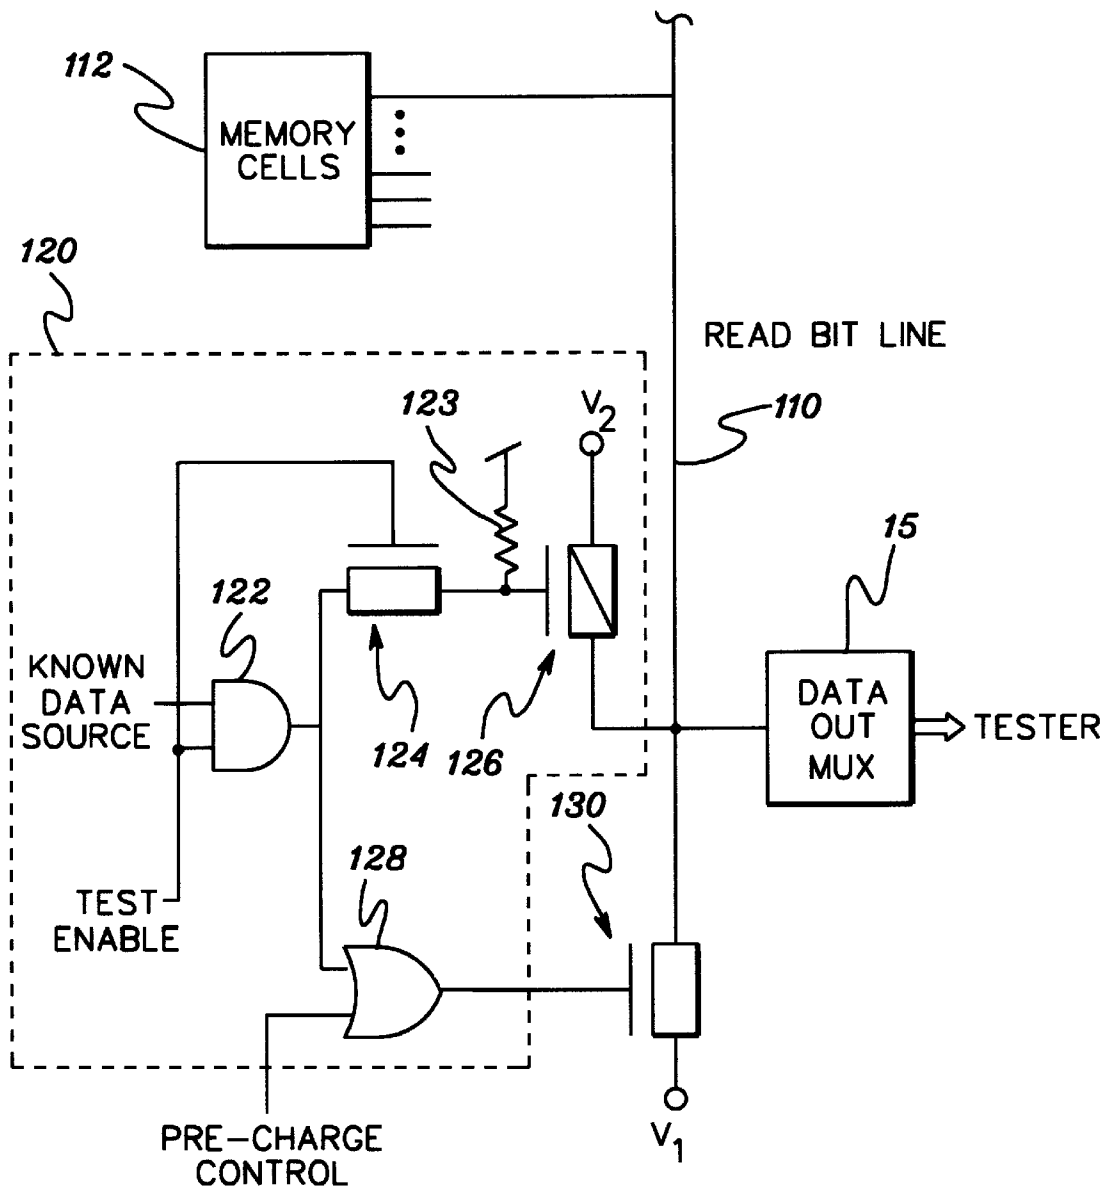 112
MEMORY
CELLS
120
READ BIT LINE
123
V2
110
15
122
KNOWN
DATA
SOURCE
124
126
DATA
OUT
MUX
TESTER
130
128
TEST
ENABLE
PRE-CHARGE
CONTROL
V1